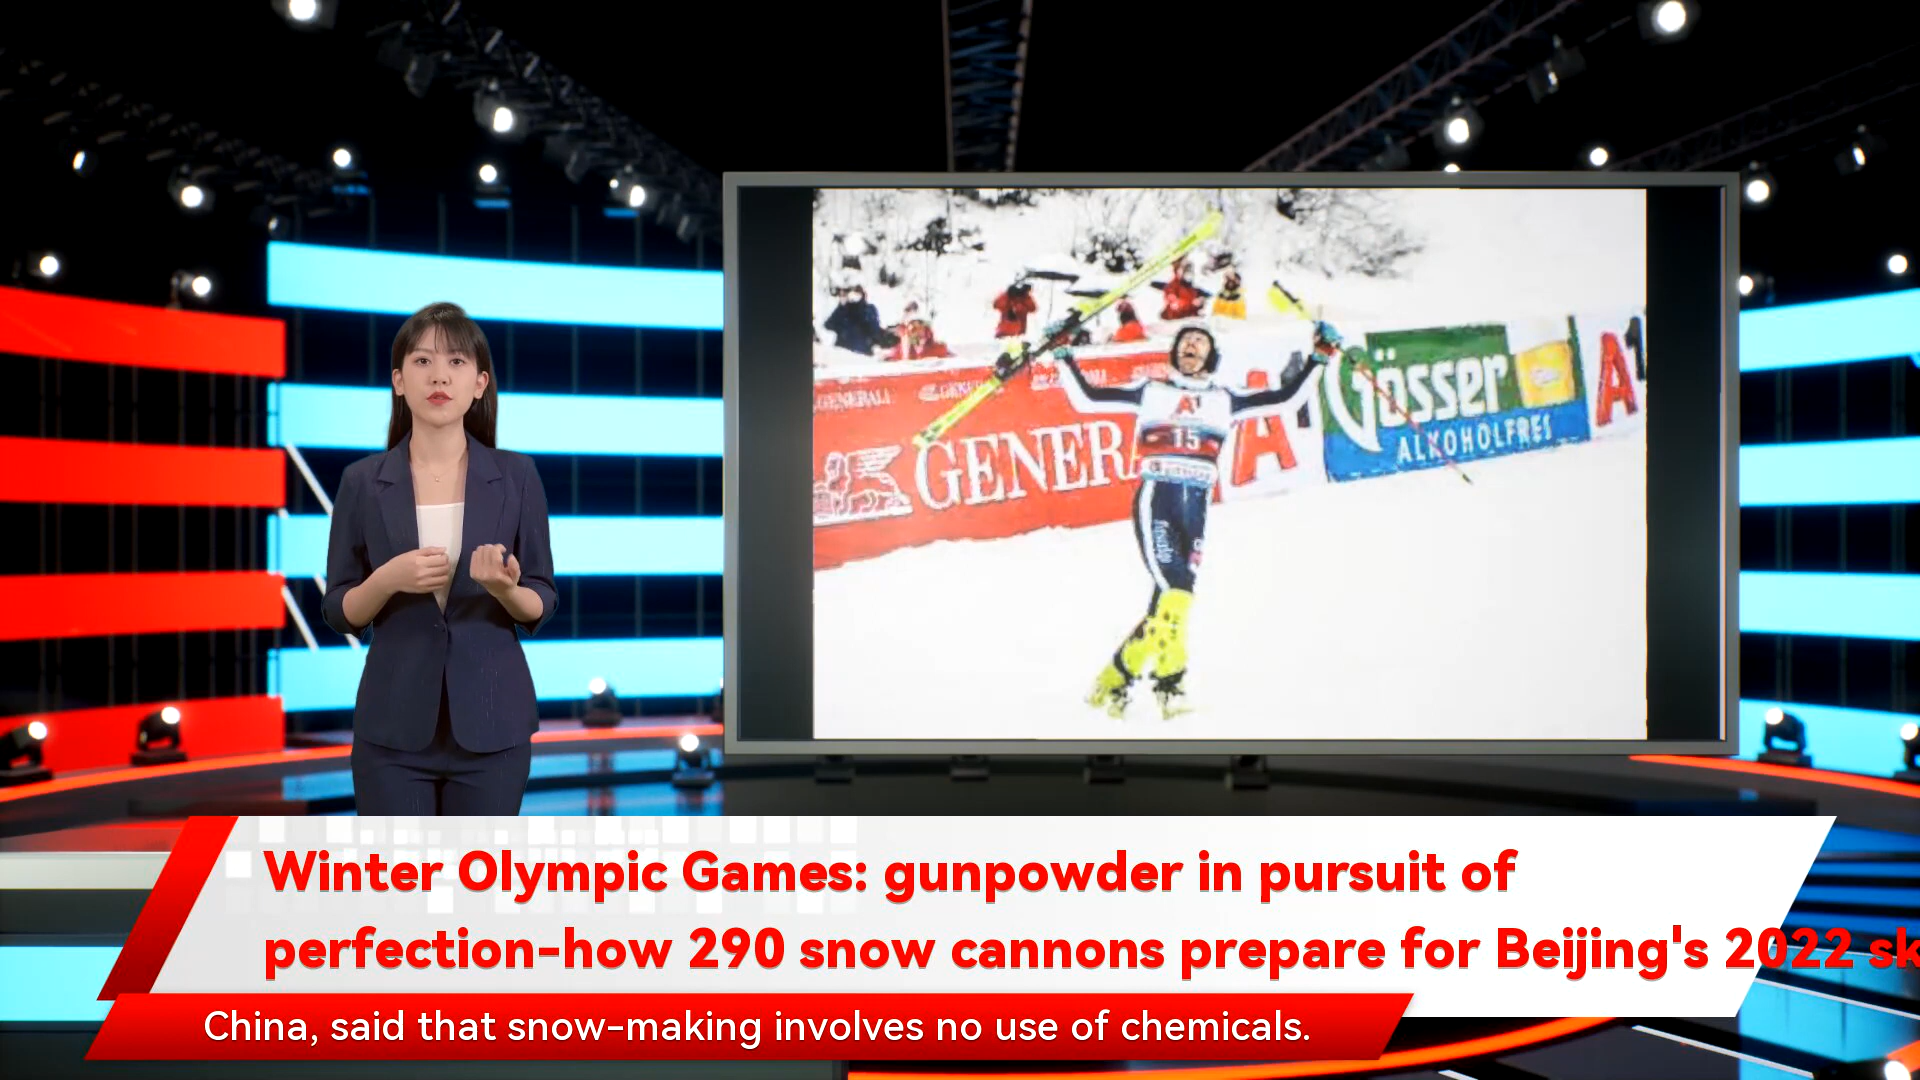 GENERALI
GENERA
A1
15
A
Gösser
ALKOHOLFREI
A1
Winter Olympic Games: gunpowder in pursuit of
perfection-how 290 snow cannons prepare for Beijing's 2022 sk
China, said that snow-making involves no use of chemicals.